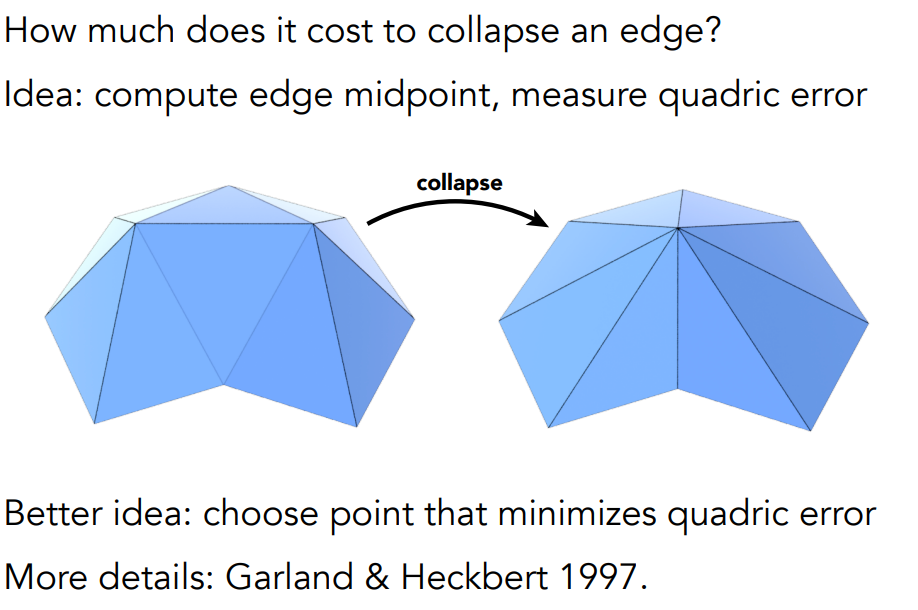 How much does it cost to collapse an edge?
Idea: compute edge midpoint, measure quadric error
collapse
Better idea: choose point that minimizes quadric error
More details: Garland & Heckbert 1997.